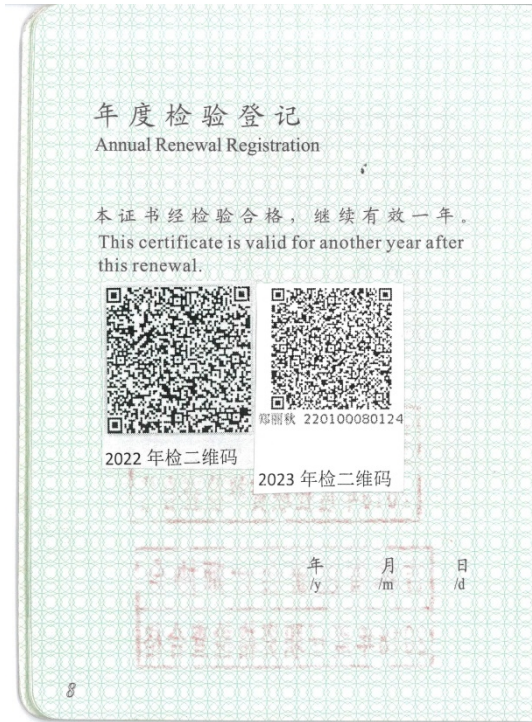 年度检验登记
Annual Renewal Registration
本证书经检验合格，继续有效一年。
This certificate is valid for another year after
this renewal.
郑丽秋 220100080124
2022 年检二维码
2023 年检二维码
年 月 日
/y /m /d
8